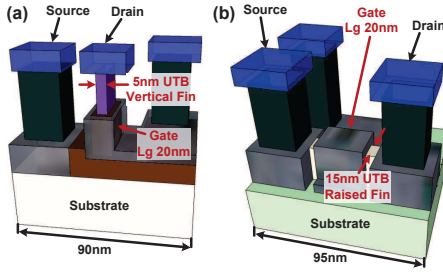 (a)
Source
Drain
5nm UTB
Vertical Fin
Gate
Lg 20nm
Substrate
90nm
(b)
Source
Gate
Lg 20nm
Drain
15nm UTB
Raised Fin
Substrate
95nm